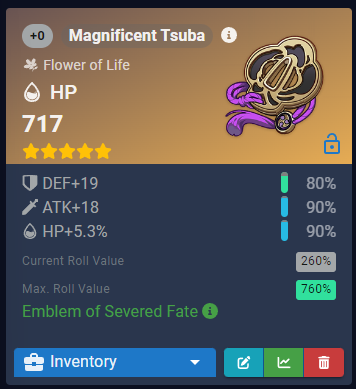 +0 Magnificent Tsuba
Flower of Life
HP
717
DEF+19 80%
ATK+18 90%
HP+5.3% 90%
Current Roll Value 260%
Max. Roll Value 760%
Emblem of Severed Fate
Inventory